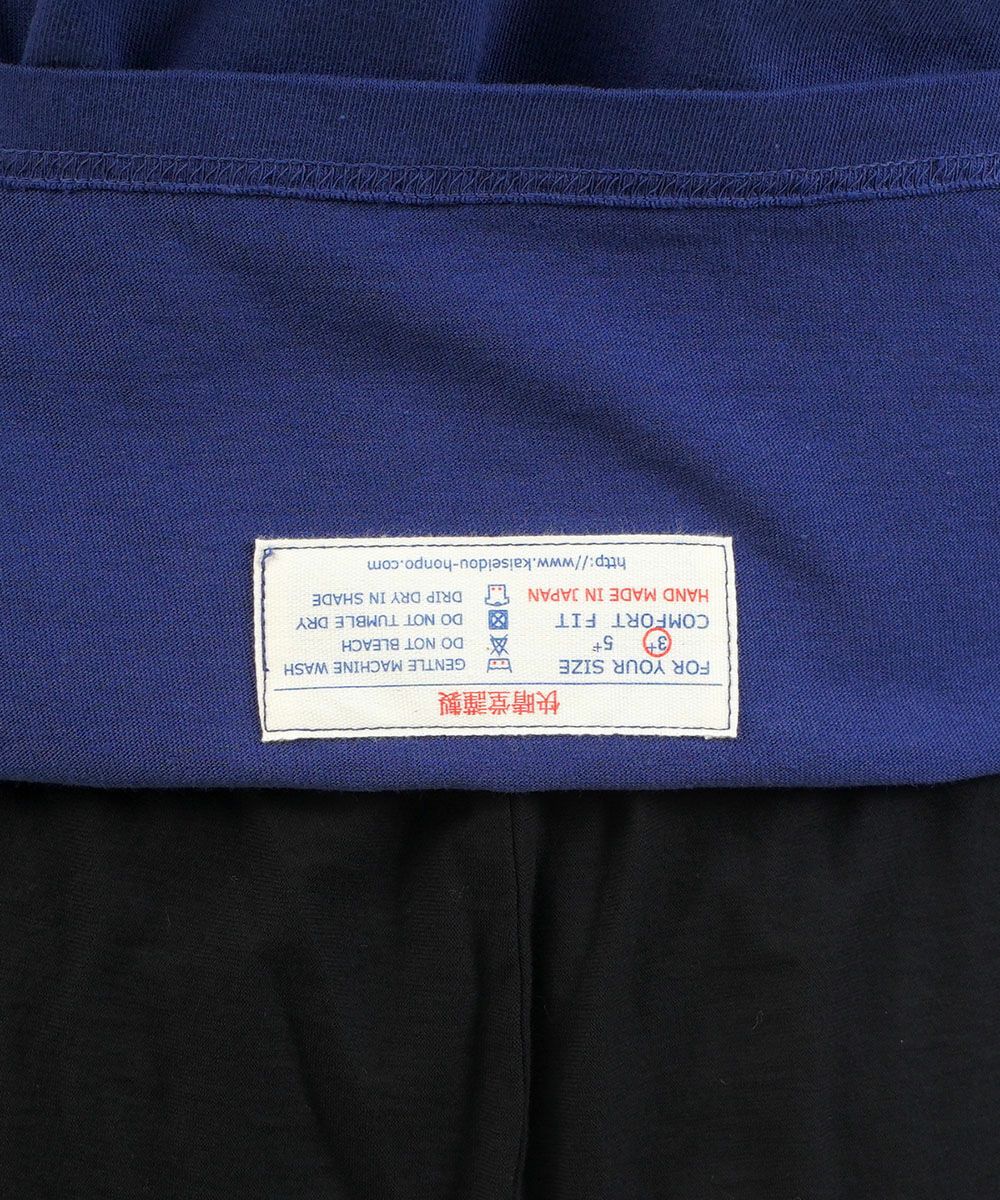 快晴堂謹製
FOR YOUR SIZE
3+ 5+
COMFORT FIT
HAND MADE IN JAPAN
GENTLE MACHINE WASH
DO NOT BLEACH
DO NOT TUMBLE DRY
DRIP DRY IN SHADE
http://www.kaiseidou-honpo.com